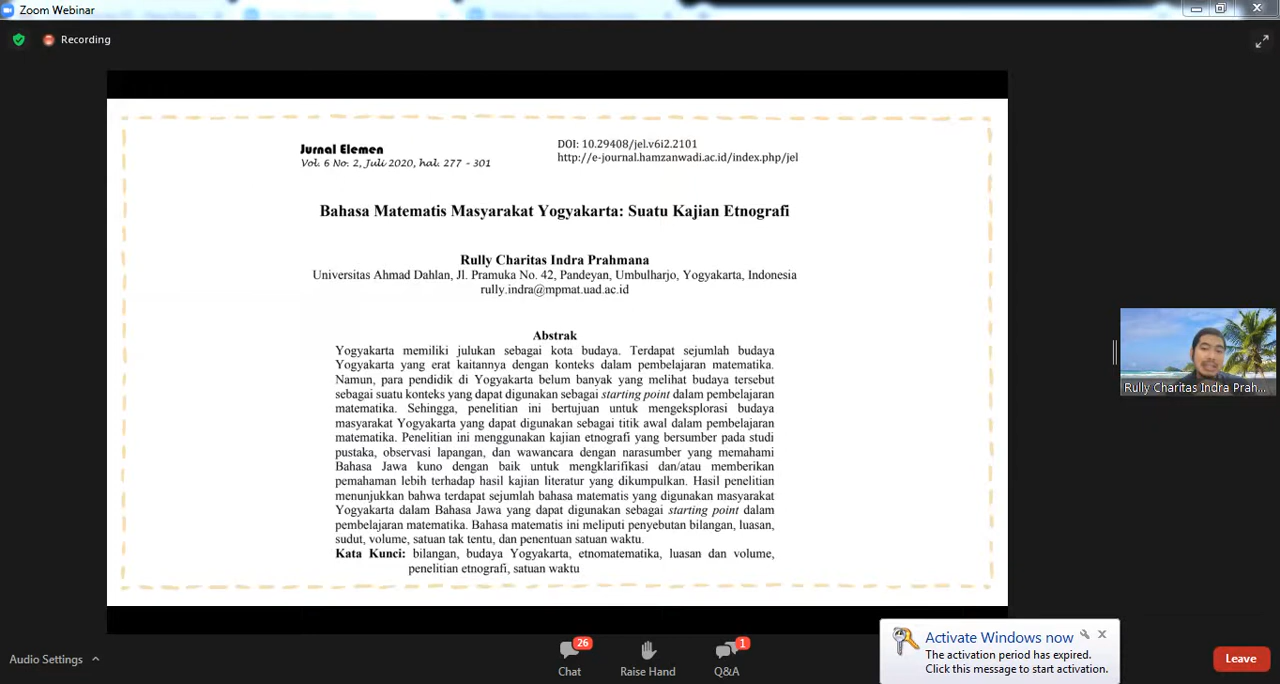 Zoom Webinar
Recording
Jurnal Elemen
Vol. 6 No. 2, Juli 2020, hal. 277 - 301
DOI: 10.29408/jel.v6i2.2101
http://e-journal.hamzanwadi.ac.id/index.php/jel
Bahasa Matematis Masyarakat Yogyakarta: Suatu Kajian Etnografi
Rully Charitas Indra Prahmana
Universitas Ahmad Dahlan, Jl. Pramuka No. 42, Pandeyan, Umbulharjo, Yogyakarta, Indonesia
rully.indra@mpmat.uad.ac.id
Abstrak
Yogyakarta memiliki julukan sebagai kota budaya. Terdapat sejumlah budaya
Yogyakarta yang erat kaitannya dengan konteks dalam pembelajaran matematika.
Namun, para pendidik di Yogyakarta belum banyak yang melihat budaya tersebut
sebagai suatu konteks yang dapat digunakan sebagai starting point dalam pembelajaran
matematika. Sehingga, penelitian ini bertujuan untuk mengeksplorasi budaya
masyarakat Yogyakarta yang dapat digunakan sebagai titik awal dalam pembelajaran
matematika. Penelitian ini menggunakan kajian etnografi yang bersumber pada studi
pustaka, observasi lapangan, dan wawancara dengan narasumber yang memahami
Bahasa Jawa kuno dengan baik untuk mengklarifikasi dan/atau memberikan
pemahaman lebih terhadap hasil kajian literatur yang dikumpulkan. Hasil penelitian
menunjukkan bahwa terdapat sejumlah bahasa matematis yang digunakan masyarakat
Yogyakarta dalam Bahasa Jawa yang dapat digunakan sebagai starting point dalam
pembelajaran matematika. Bahasa matematis ini meliputi penyebutan bilangan, luasan,
sudut, volume, satuan tak tentu, dan penentuan satuan waktu.
Kata Kunci: bilangan, budaya Yogyakarta, etnomatematika, luasan dan volume,
penelitian etnografi, satuan waktu
Rully Charitas Indra Prah...
Audio Settings
26
Chat
Raise Hand
1
Q&A
Activate Windows now
The activation period has expired.
Click this message to start activation.
Leave